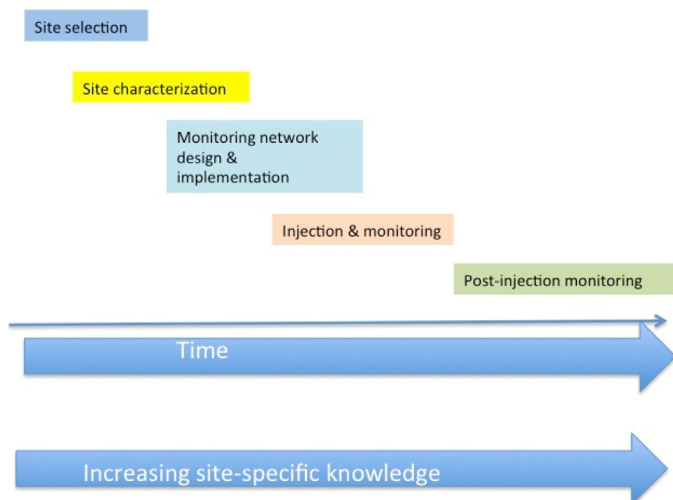 Site selection
Site characterization
Monitoring network
design &
implementation
Injection & monitoring
Post-injection monitoring
Time
Increasing site-specific knowledge